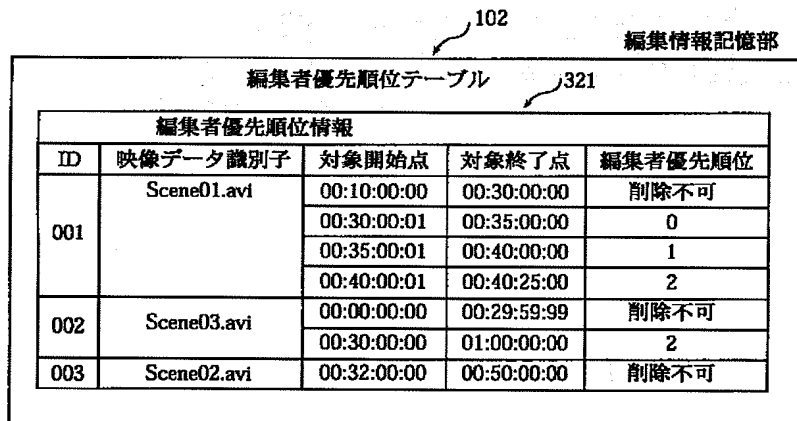 102
編集情報記憶部
編集者優先順位テーブル
321
編集者優先順位情報
ID 映像データ識別子 対象開始点 対象終了点 編集者優先順位
001 Scene01.avi 00:10:00:00 00:30:00:00 削除不可
00:30:00:01 00:35:00:00 0
00:35:00:01 00:40:00:00 1
00:40:00:01 00:40:25:00 2
002 Scene03.avi 00:00:00:00 00:29:59:99 削除不可
00:30:00:00 01:00:00:00 2
003 Scene02.avi 00:32:00:00 00:50:00:00 削除不可